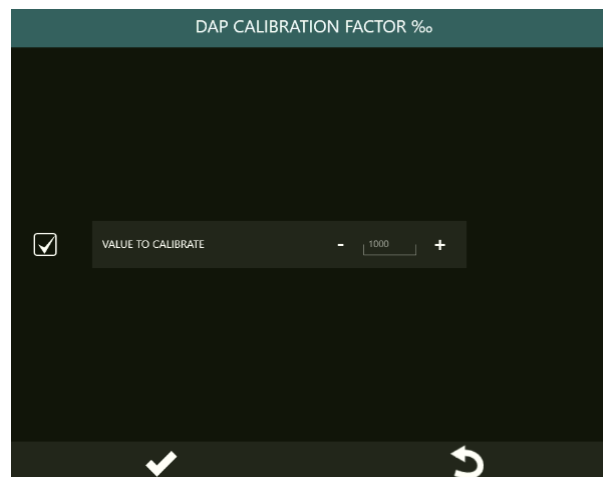 DAP CALIBRATION FACTOR ‰
VALUE TO CALIBRATE - 1000 +